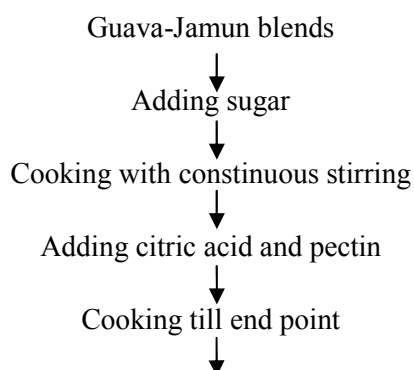 Guava-Jamun blends
Adding sugar
Cooking with constinuous stirring
Adding citric acid and pectin
Cooking till end point